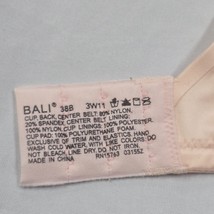 BALI® 38B 3W11
CUP, BACK, CENTER BELT: 80% NYLON,
20% SPANDEX, CENTER BELT LINING:
100% NYLON, CUP LININGS: 100% POLYESTER,
CUP PAD: 100% POLYURETHANE FOAM.
EXCLUSIVE OF TRIM AND ELASTICS. HAND
WASH COLD WATER, WITH LIKE COLORS. DO
NOT BLEACH. DO NOT IRON. LINE DRY.
MADE IN CHINA RN15763 03155Z